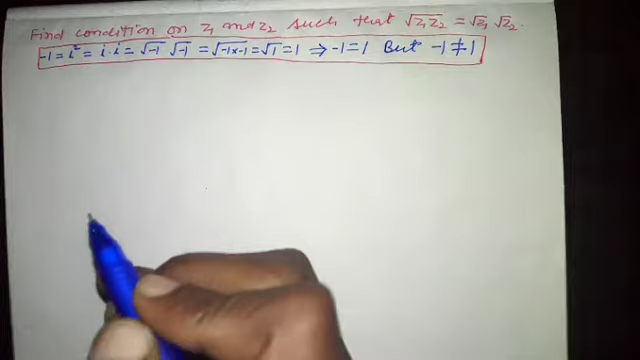 Find condition on z₁ and z₂ such that √z₁z₂ = √z₁ √z₂.
-1 = i² = i·i = √-1 √-1 = √-1×-1 = √1 = 1 ⇒ -1 = 1 But -1 ≠ 1